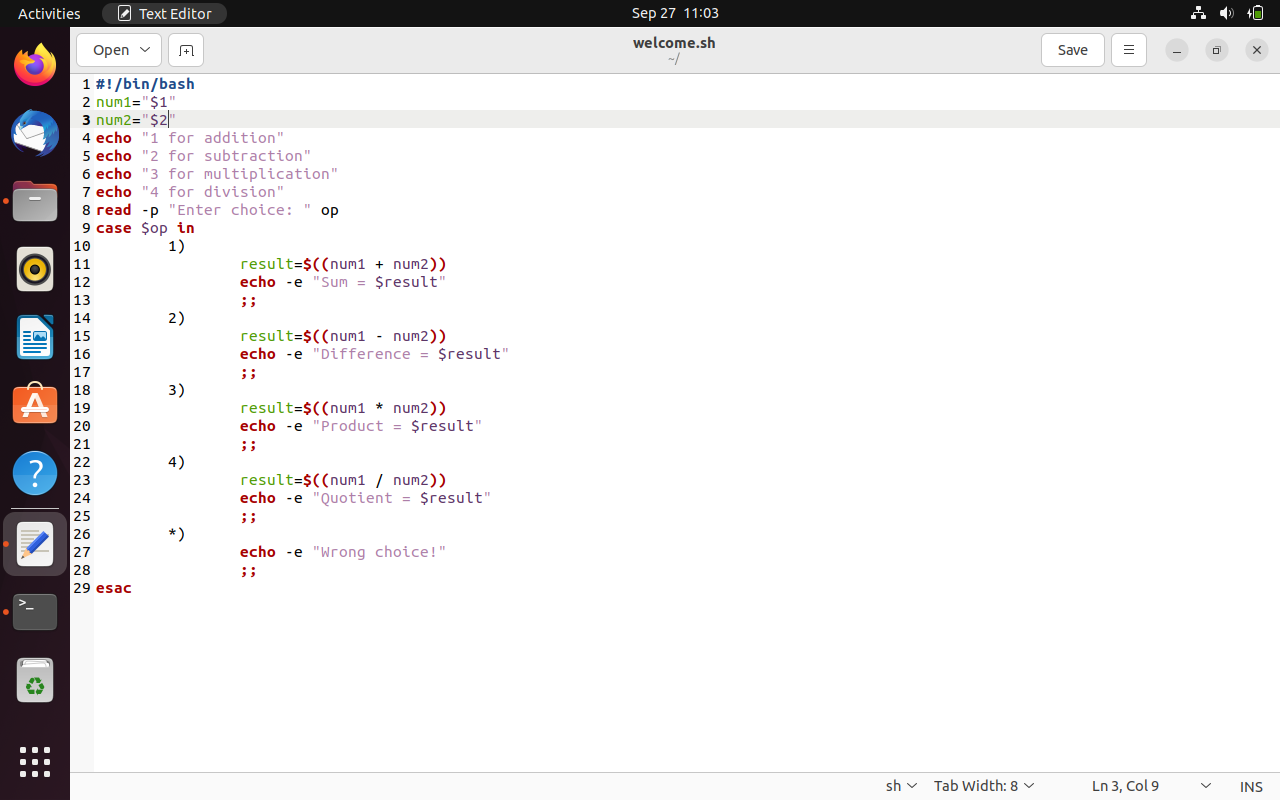 Activities Text Editor Sep 27 11:03
Open welcome.sh Save
~/
1 #!/bin/bash
2 num1="$1"
3 num2="$2"
4 echo "1 for addition"
5 echo "2 for subtraction"
6 echo "3 for multiplication"
7 echo "4 for division"
8 read -p "Enter choice: " op
9 case $op in
10 1)
11 result=$((num1 + num2))
12 echo -e "Sum = $result"
13 ;;
14 2)
15 result=$((num1 - num2))
16 echo -e "Difference = $result"
17 ;;
18 3)
19 result=$((num1 * num2))
20 echo -e "Product = $result"
21 ;;
22 4)
23 result=$((num1 / num2))
24 echo -e "Quotient = $result"
25 ;;
26 *)
27 echo -e "Wrong choice!"
28 ;;
29 esac
sh Tab Width: 8 Ln 3, Col 9 INS